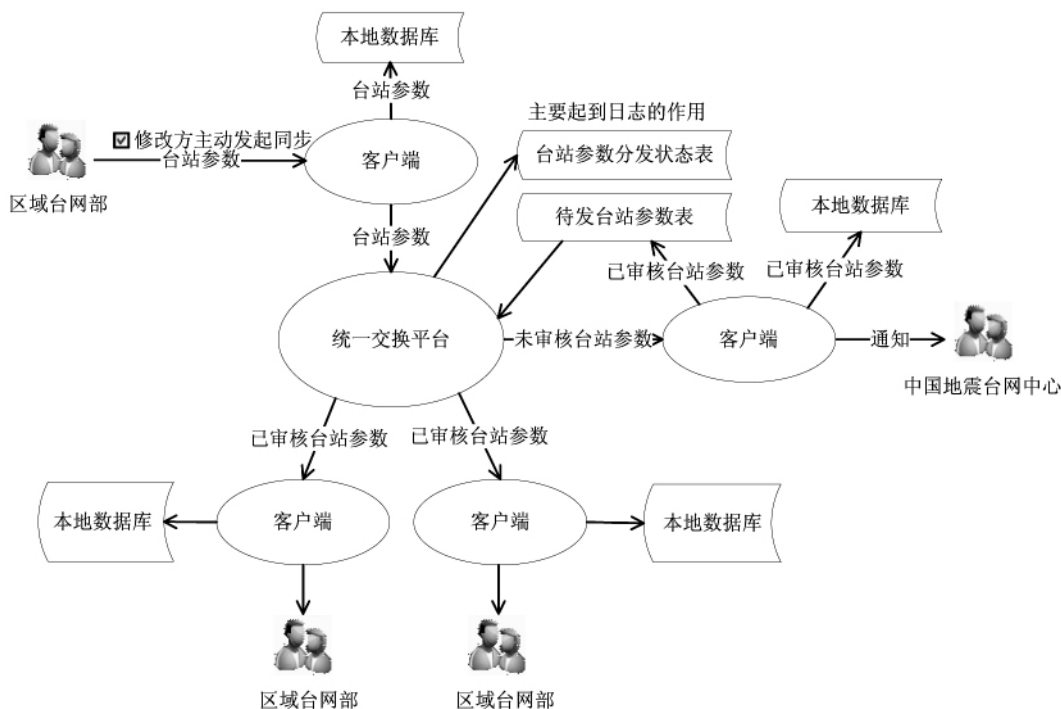 本地数据库
台站参数
主要起到日志的作用
修改方主动发起同步
台站参数
客户端
台站参数分发状态表
区域台网部
待发台站参数表
本地数据库
台站参数
已审核台站参数
已审核台站参数
统一交换平台
未审核台站参数
客户端
通知
中国地震台网中心
已审核台站参数
已审核台站参数
本地数据库
客户端
客户端
本地数据库
区域台网部
区域台网部